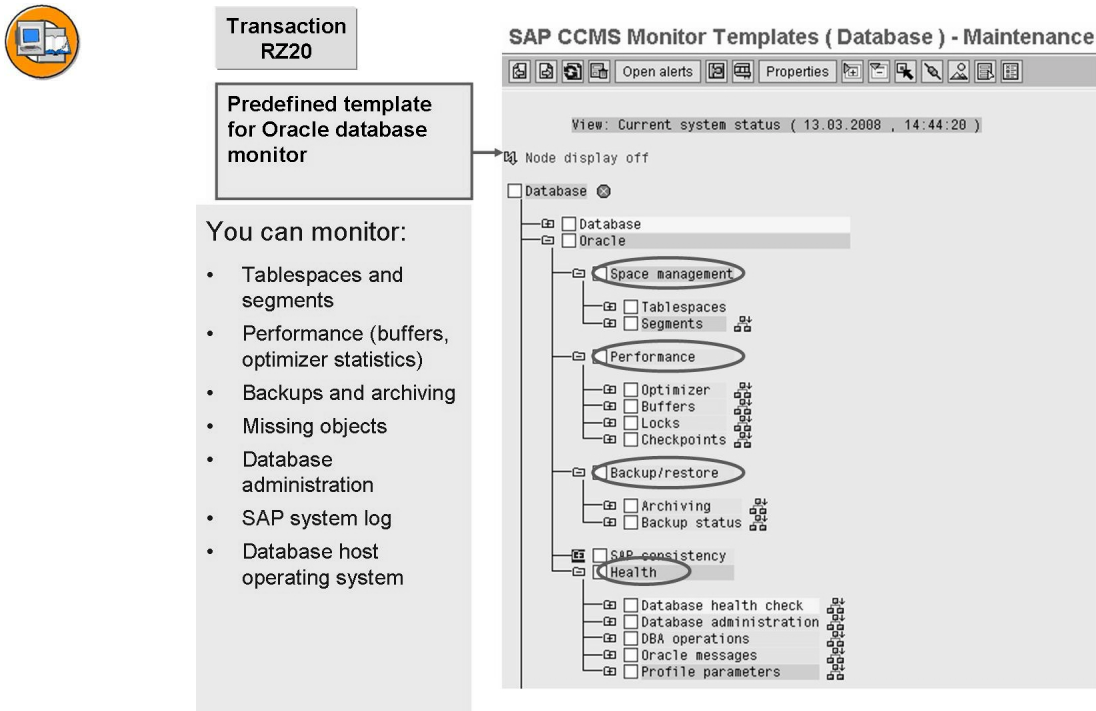 Transaction
RZ20
Predefined template
for Oracle database
monitor
You can monitor:
• Tablespaces and
segments
• Performance (buffers,
optimizer statistics)
• Backups and archiving
• Missing objects
• Database
administration
• SAP system log
• Database host
operating system
SAP CCMS Monitor Templates ( Database ) - Maintenance
Open alerts
Properties
View: Current system status ( 13.03.2008 , 14:44:20 )
Node display off
Database
Database
Oracle
Space management
Tablespaces
Segments
Performance
Optimizer
Buffers
Locks
Checkpoints
Backup/restore
Archiving
Backup status
SAP consistency
Health
Database health check
Database administration
DBA operations
Oracle messages
Profile parameters